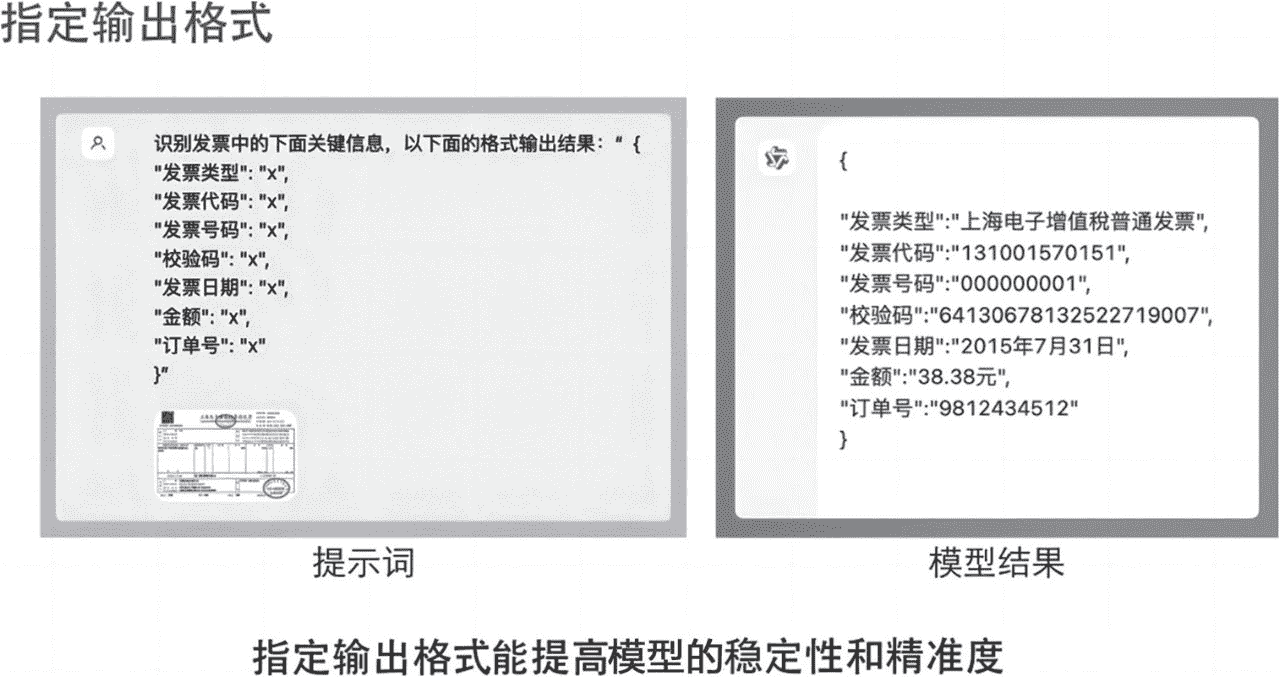 指定输出格式
识别发票中的下面关键信息，以下面的格式输出结果：“ {
"发票类型": "x",
"发票代码": "x",
"发票号码": "x",
"校验码": "x",
"发票日期": "x",
"金额": "x",
"订单号": "x"
}”
提示词
{
"发票类型":"上海电子增值税普通发票",
"发票代码":"131001570151",
"发票号码":"000000001",
"校验码":"64130678132522719007",
"发票日期":"2015年7月31日",
"金额":"38.38元",
"订单号":"9812434512"
}
模型结果
指定输出格式能提高模型的稳定性和精准度